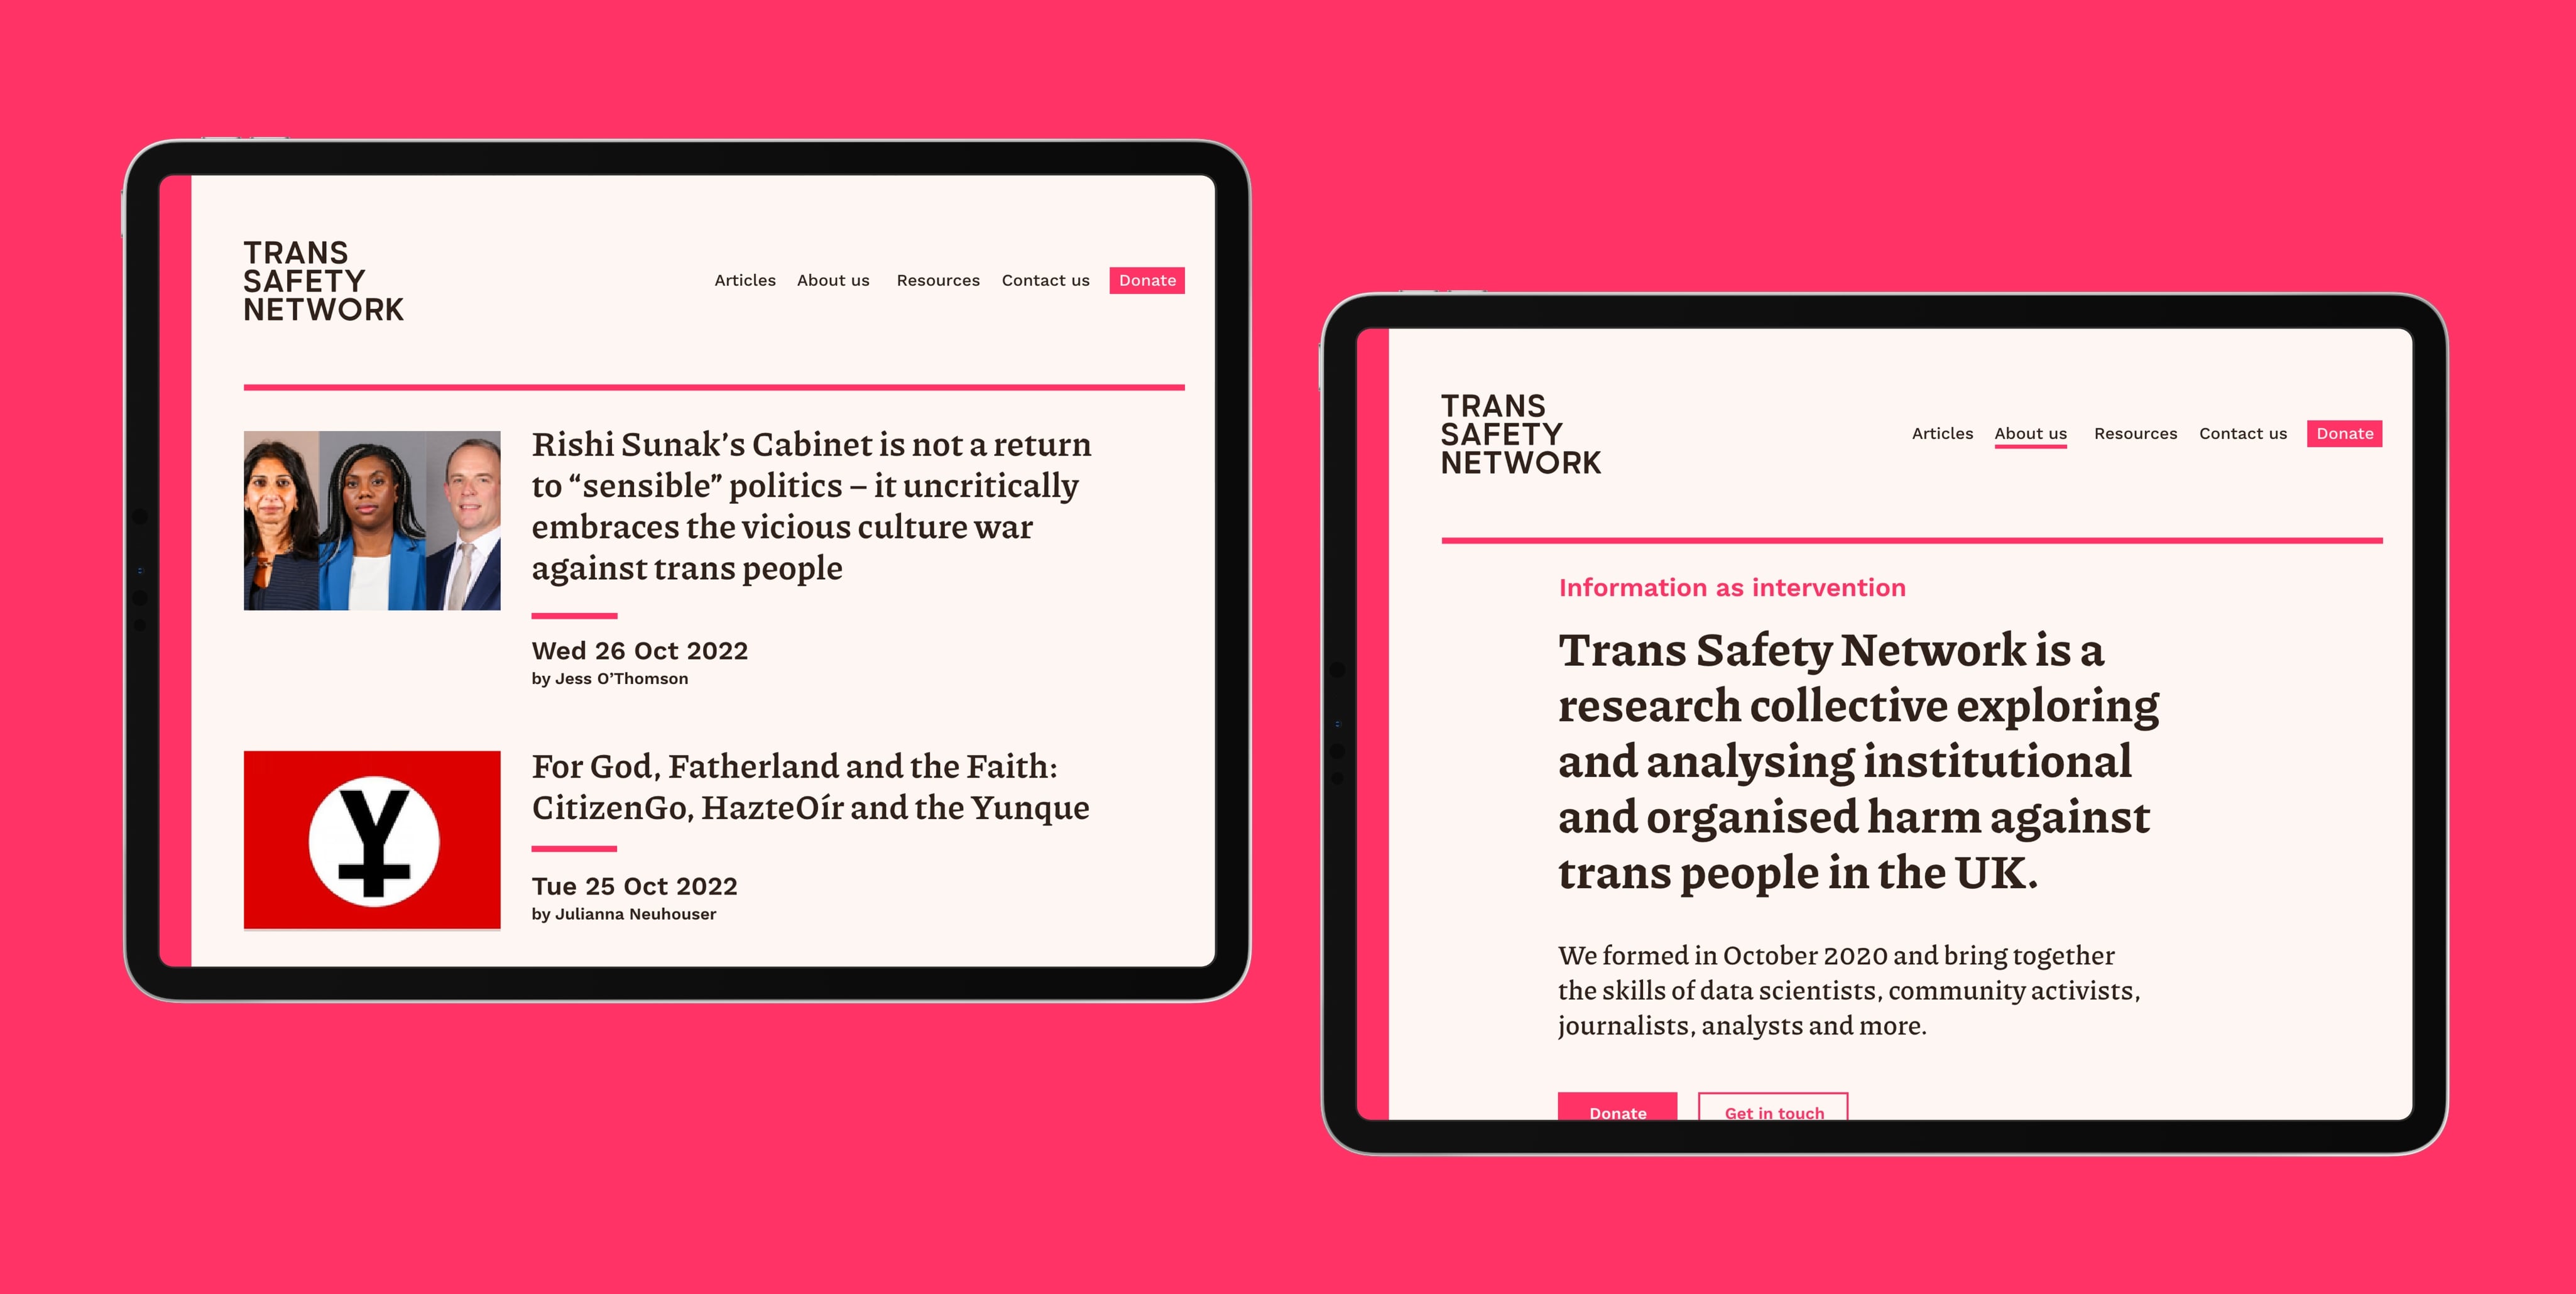 TRANS
SAFETY
NETWORK
Articles About us Resources Contact us Donate
Rishi Sunak’s Cabinet is not a return
to “sensible” politics – it uncritically
embraces the vicious culture war
against trans people
Wed 26 Oct 2022
by Jess O’Thomson
For God, Fatherland and the Faith:
CitizenGo, HazteOír and the Yunque
Tue 25 Oct 2022
by Julianna Neuhouser
TRANS
SAFETY
NETWORK
Articles About us Resources Contact us Donate
Information as intervention
Trans Safety Network is a
research collective exploring
and analysing institutional
and organised harm against
trans people in the UK.
We formed in October 2020 and bring together
the skills of data scientists, community activists,
journalists, analysts and more.
Donate Get in touch